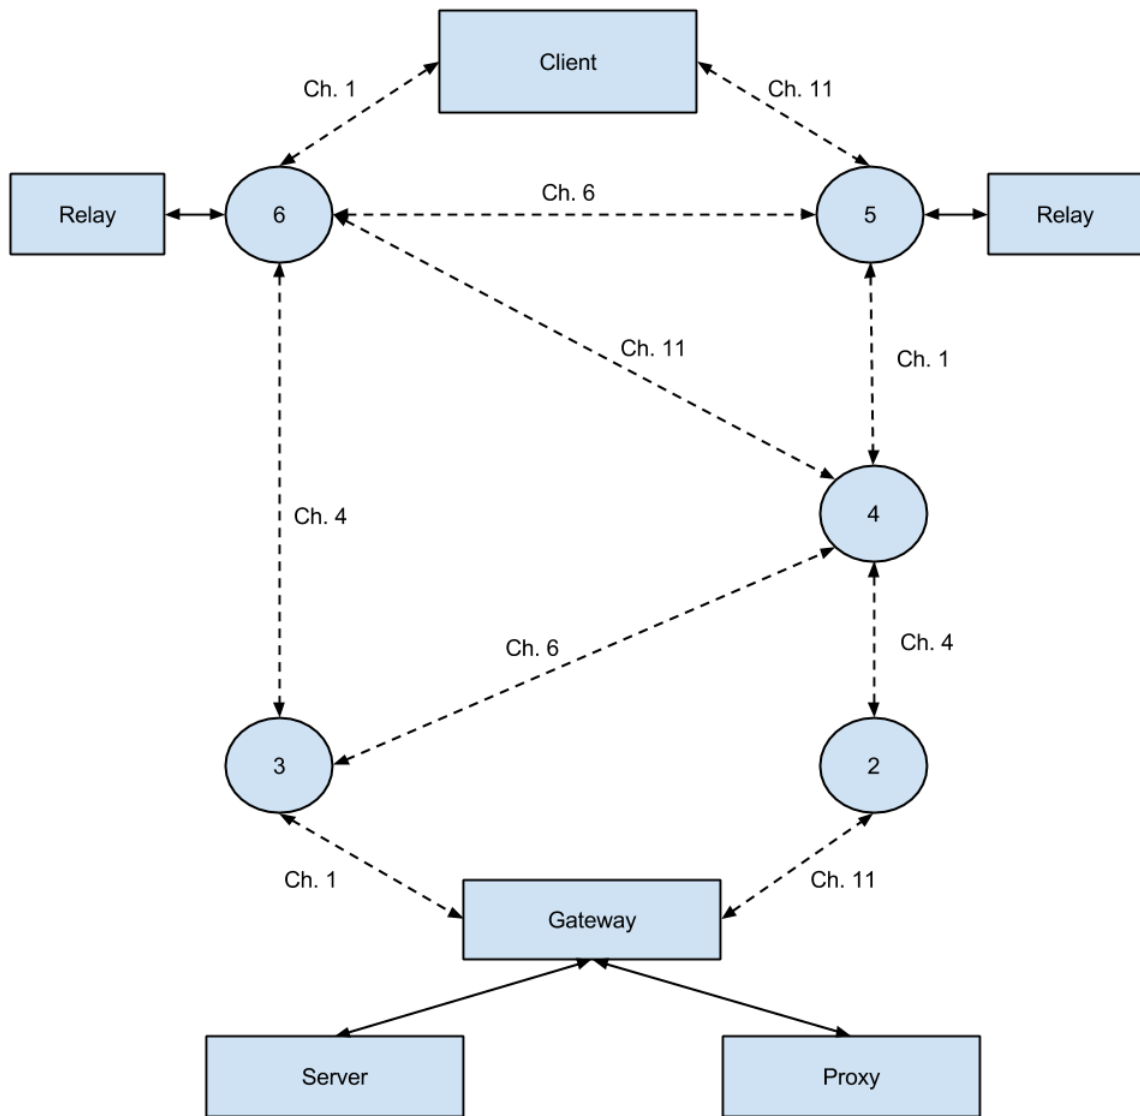 Client
Ch. 1
Ch. 11
Relay
6
Ch. 6
5
Relay
Ch. 11
Ch. 1
4
Ch. 4
Ch. 6
Ch. 4
3
2
Ch. 1
Ch. 11
Gateway
Server
Proxy